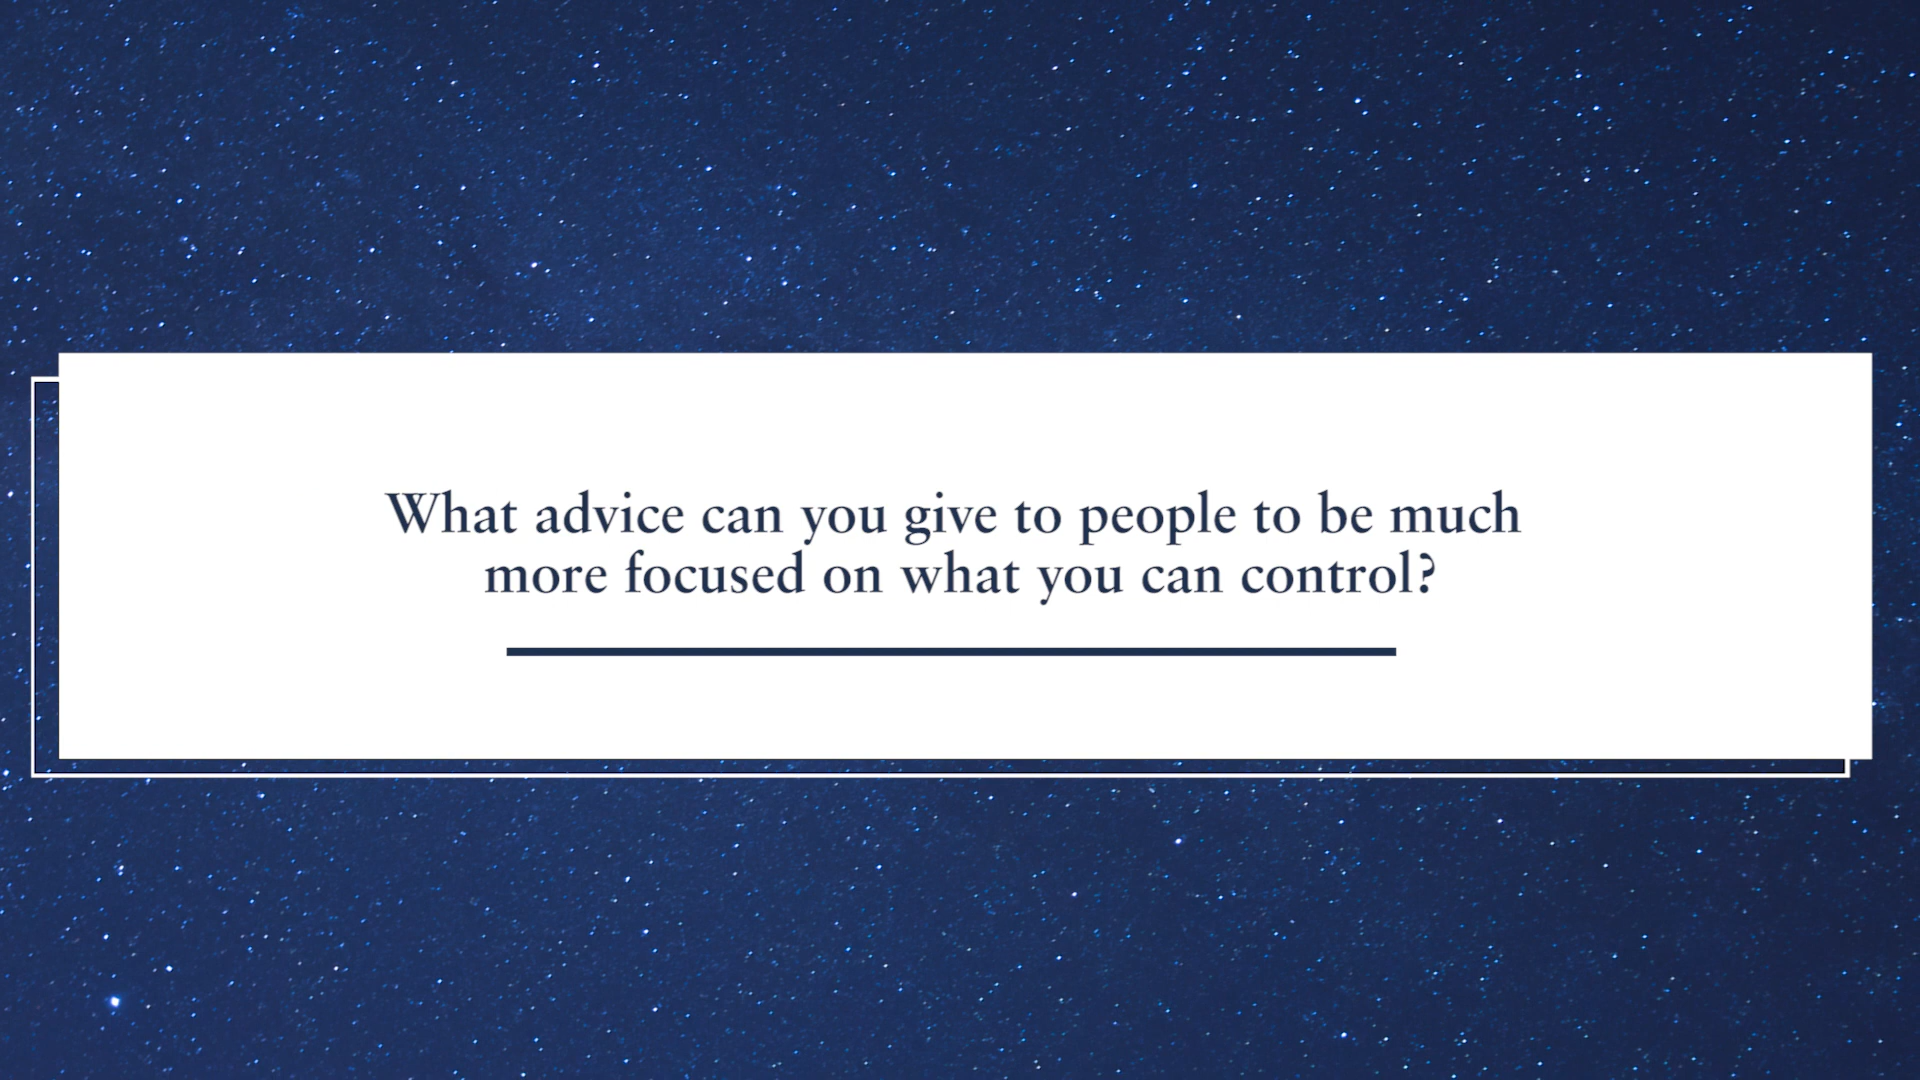 What advice can you give to people to be much
more focused on what you can control?